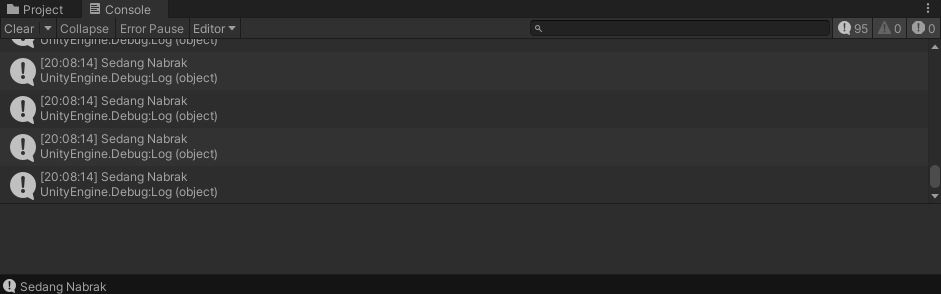 Project Console
Clear Collapse Error Pause Editor 95 0 0
UnityEngine.Debug:Log (object)
[20:08:14] Sedang Nabrak
UnityEngine.Debug:Log (object)
[20:08:14] Sedang Nabrak
UnityEngine.Debug:Log (object)
[20:08:14] Sedang Nabrak
UnityEngine.Debug:Log (object)
[20:08:14] Sedang Nabrak
UnityEngine.Debug:Log (object)
Sedang Nabrak